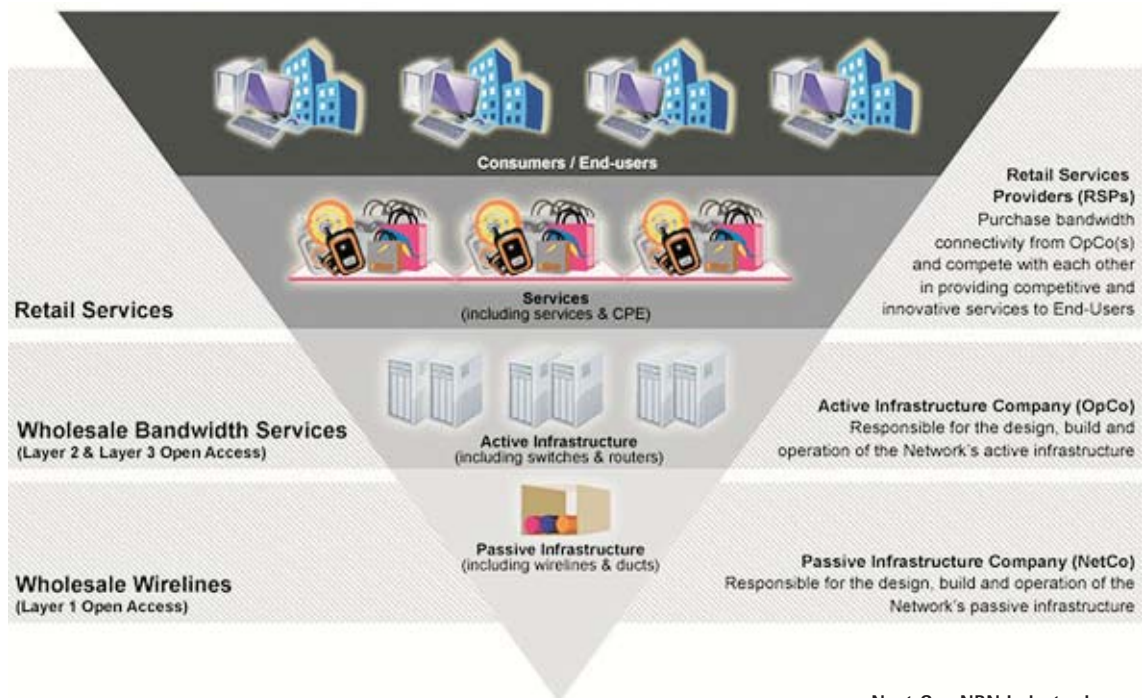 Consumers / End-users
Retail Services
Providers (RSPs)
Purchase bandwidth
connectivity from OpCo(s)
and compete with each other
in providing competitive and
innovative services to End-Users
Services
(including services & CPE)
Retail Services
Wholesale Bandwidth Services
(Layer 2 & Layer 3 Open Access)
Active Infrastructure
(including switches & routers)
Active Infrastructure Company (OpCo)
Responsible for the design, build and
operation of the Network's active infrastructure
Passive Infrastructure
(including wirelines & ducts)
Wholesale Wirelines
(Layer 1 Open Access)
Passive Infrastructure Company (NetCo)
Responsible for the design, build and operation of the
Network's passive infrastructure